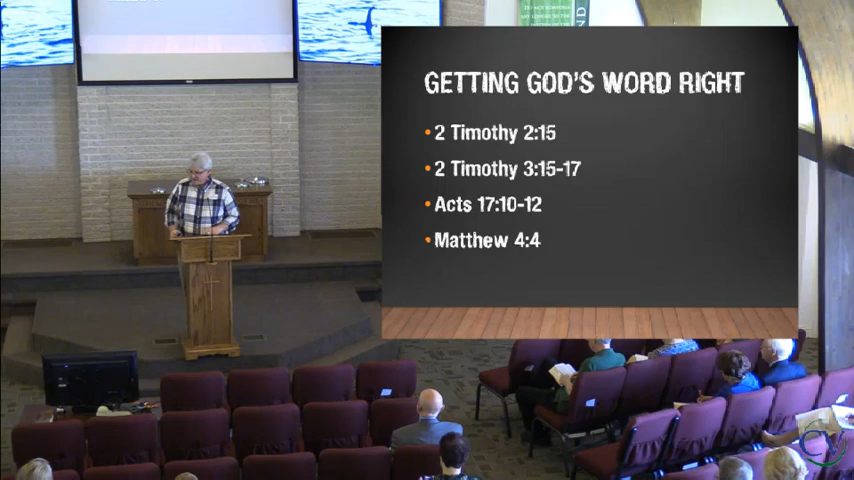 GETTING GOD'S WORD RIGHT
• 2 Timothy 2:15
• 2 Timothy 3:15-17
• Acts 17:10-12
• Matthew 4:4
CV